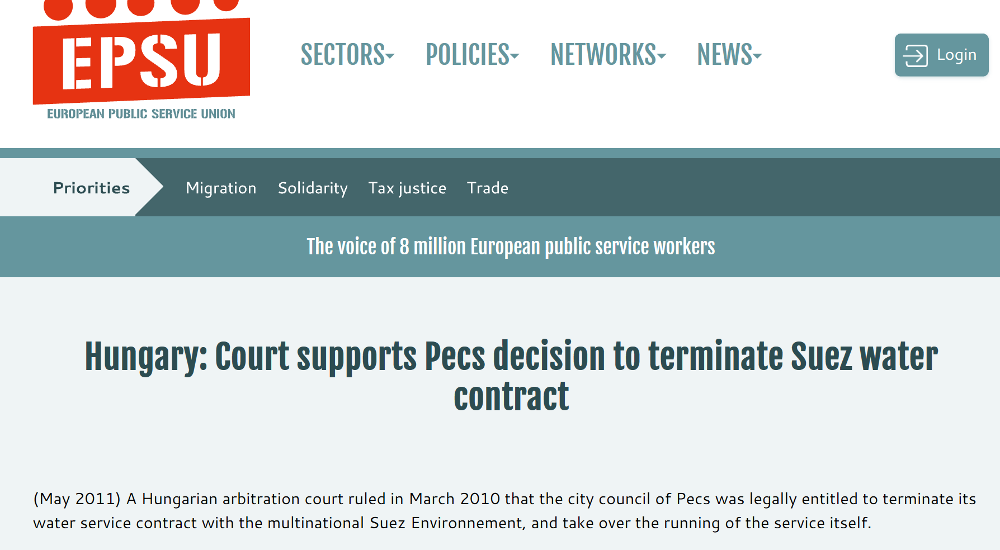 EPSU
EUROPEAN PUBLIC SERVICE UNION
SECTORS
POLICIES
NETWORKS
NEWS
Login
Priorities
Migration
Solidarity
Tax justice
Trade
The voice of 8 million European public service workers
Hungary: Court supports Pecs decision to terminate Suez water
contract
(May 2011) A Hungarian arbitration court ruled in March 2010 that the city council of Pecs was legally entitled to terminate its
water service contract with the multinational Suez Environnement, and take over the running of the service itself.